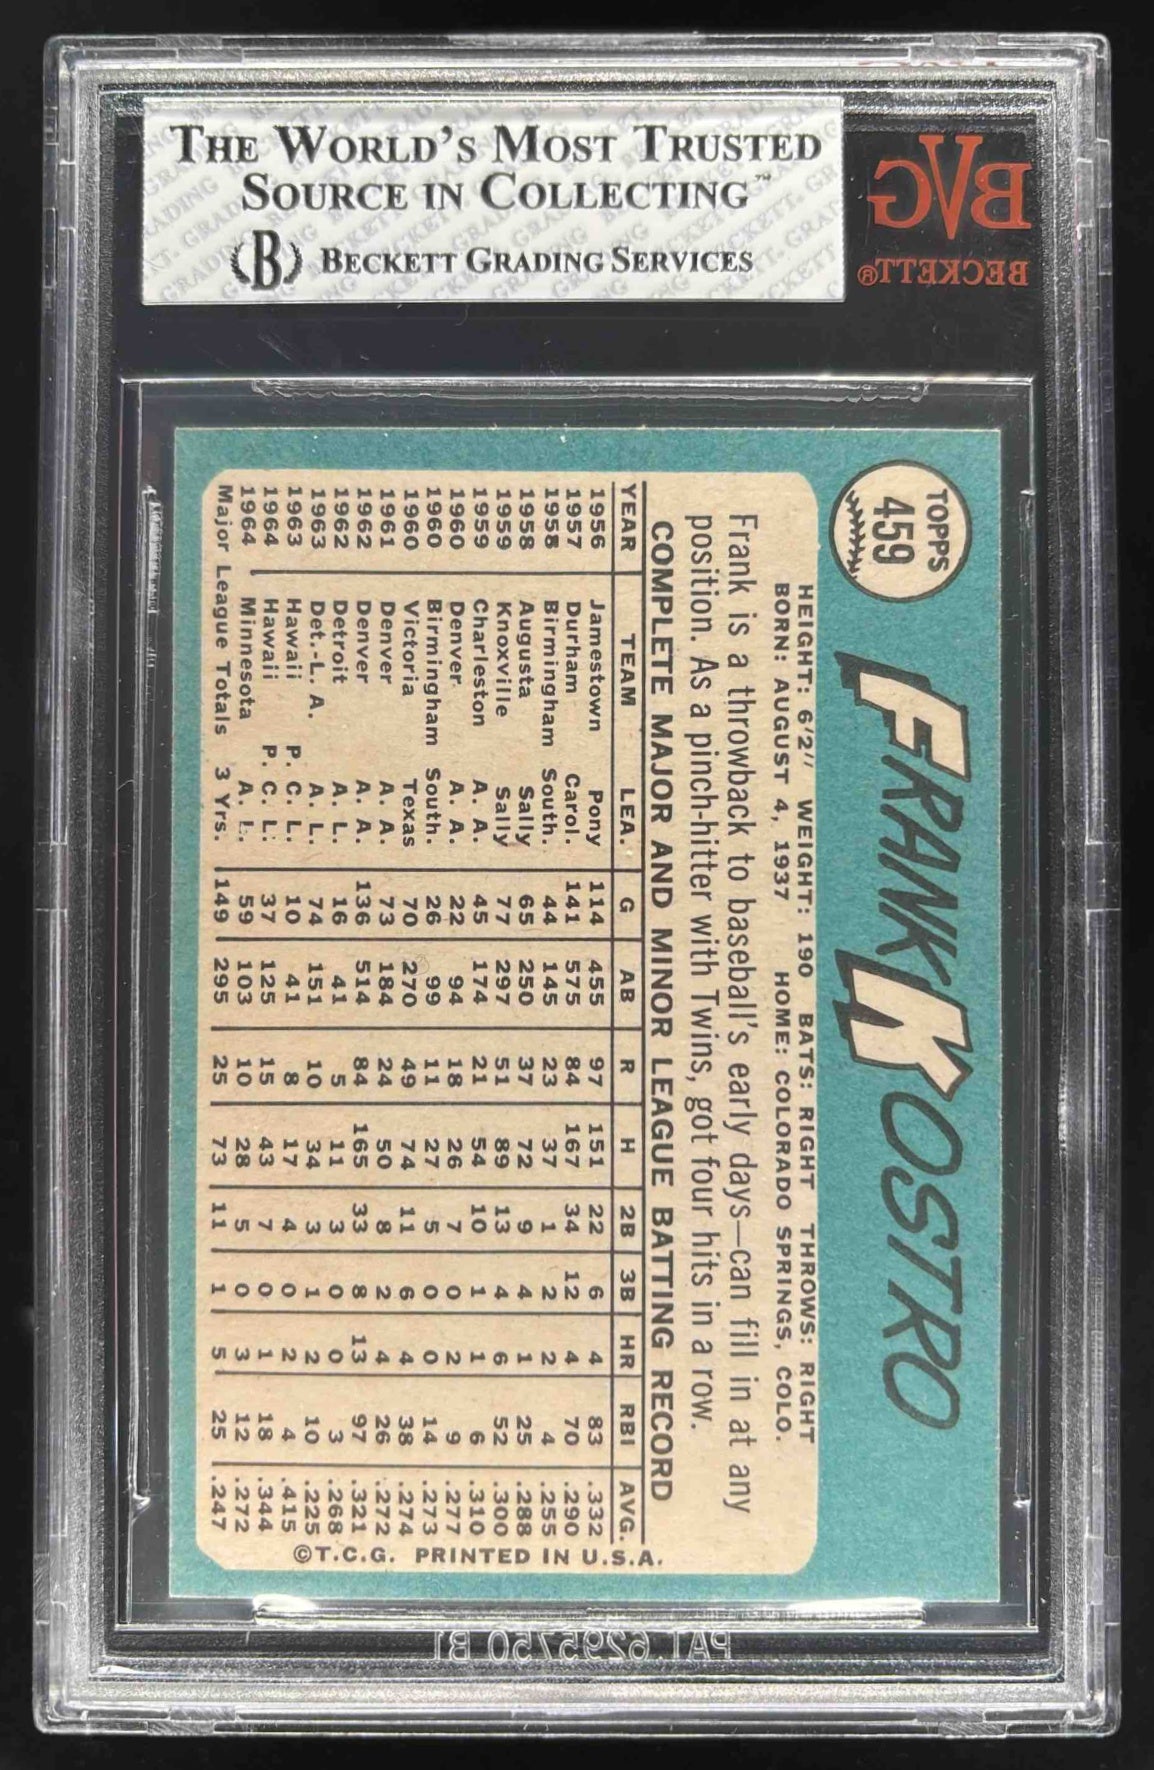 THE WORLD'S MOST TRUSTED
SOURCE IN COLLECTING™
B BECKETT GRADING SERVICES
BVG
BECKETT®
TOPPS
459
FRANK KOSTRO
HEIGHT: 6'2" WEIGHT: 190 BATS: RIGHT THROWS: RIGHT
BORN: AUGUST 4, 1937 HOME: COLORADO SPRINGS, COLO.
Frank is a throwback to baseball's early days—can fill in at any
position. As a pinch-hitter with Twins, got four hits in a row.
COMPLETE MAJOR AND MINOR LEAGUE BATTING RECORD
YEAR TEAM LEA. G AB R H 2B 3B HR RBI AVG.
1956 Jamestown Pony 114 455 97 151 22 6 4 83 .332
1957 Durham Carol. 141 575 84 167 34 12 4 70 .290
1958 Birmingham South. 44 145 23 37 1 2 2 4 .255
1958 Augusta Sally 65 250 37 72 9 4 1 25 .288
1959 Knoxville Sally 77 297 51 89 13 4 6 52 .300
1959 Charleston A. A. 45 174 21 54 10 1 1 6 .310
1960 Denver A. A. 22 94 18 26 7 0 2 9 .277
1960 Birmingham South. 26 99 11 27 5 0 0 14 .273
1960 Victoria Texas 70 270 49 74 11 6 4 38 .274
1961 Denver A. A. 73 184 24 50 8 2 4 26 .272
1962 Denver A. A. 136 514 84 165 33 8 13 97 .321
1962 Detroit A. L. 16 41 5 11 3 0 0 3 .268
1963 Det.-L. A. A. L. 74 151 10 34 3 1 2 10 .225
1963 Hawaii P. C. L. 10 41 8 17 4 0 2 4 .415
1964 Hawaii P. C. L. 37 125 15 43 7 0 1 18 .344
1964 Minnesota A. L. 59 103 10 28 5 0 3 12 .272
Major League Totals 3 Yrs. 149 295 25 73 11 1 5 25 .247
©T.C.G. PRINTED IN U.S.A.
PAT. 6295750 B1